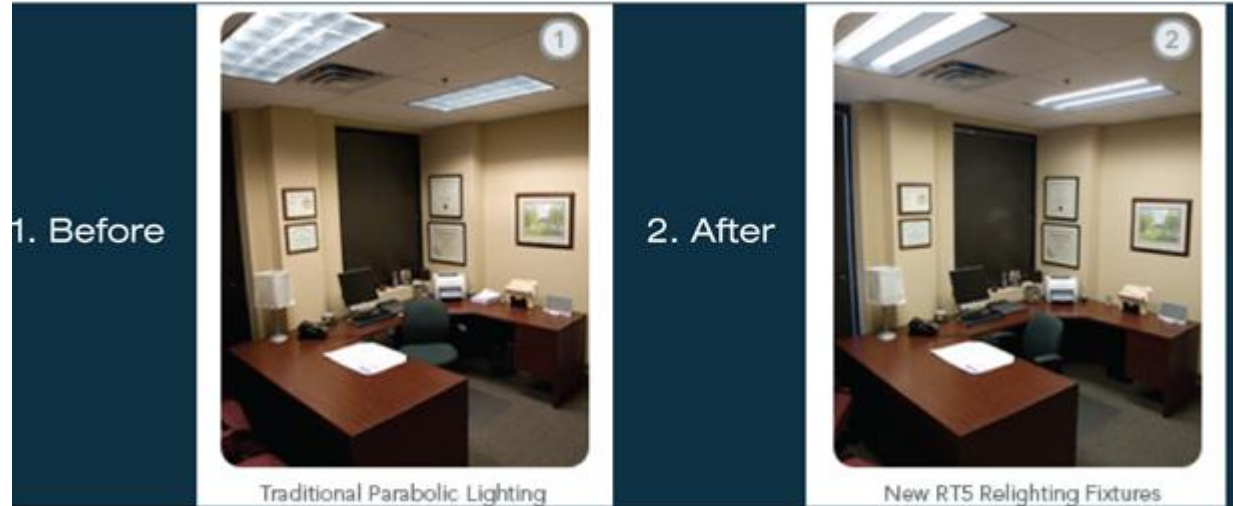 1. Before
1
Traditional Parabolic Lighting
2. After
2
New RT5 Relighting Fixtures